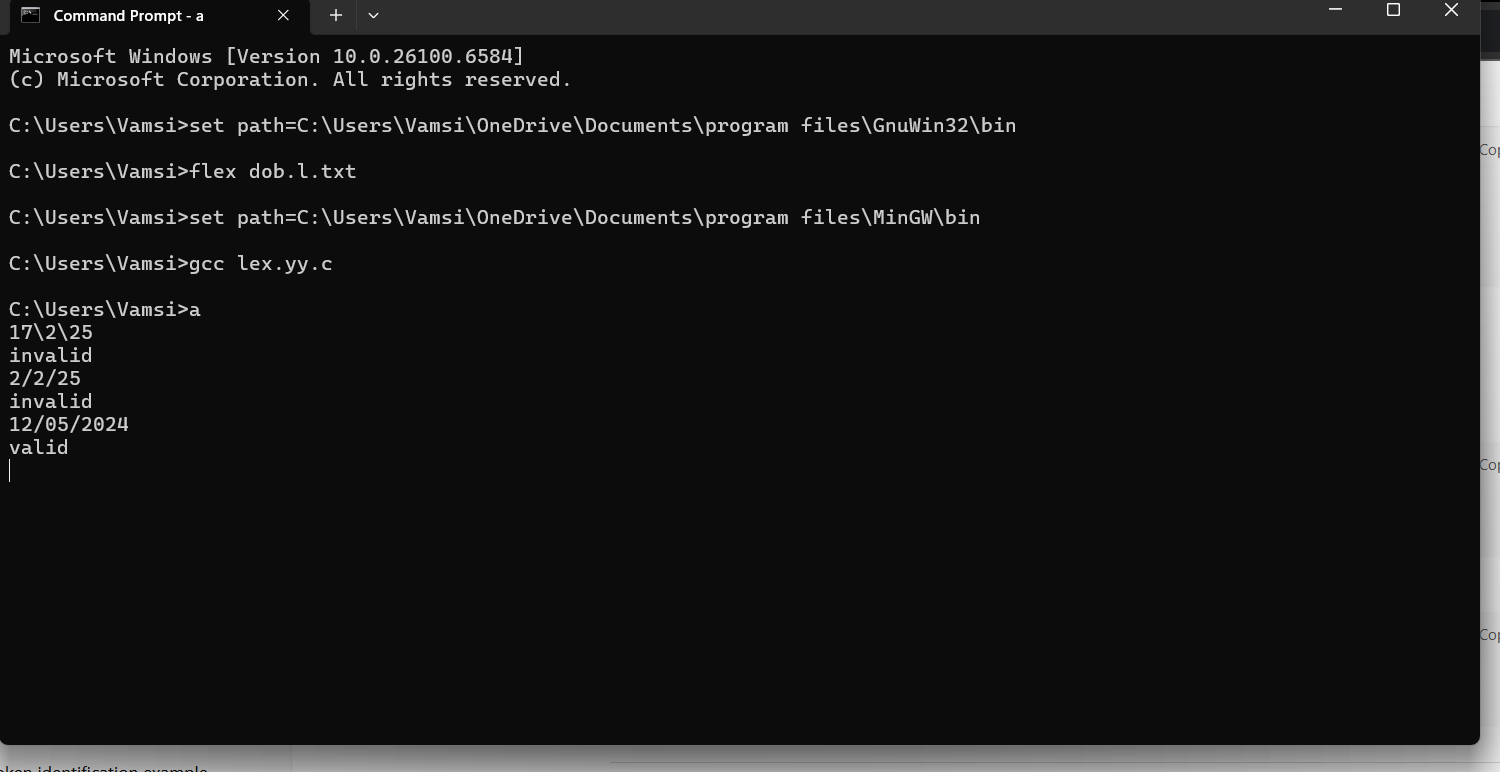 Command Prompt - a
Microsoft Windows [Version 10.0.26100.6584]
(c) Microsoft Corporation. All rights reserved.
C:\Users\Vamsi>set path=C:\Users\Vamsi\OneDrive\Documents\program files\GnuWin32\bin
C:\Users\Vamsi>flex dob.l.txt
C:\Users\Vamsi>set path=C:\Users\Vamsi\OneDrive\Documents\program files\MinGW\bin
C:\Users\Vamsi>gcc lex.yy.c
C:\Users\Vamsi>a
17\2\25
invalid
2/2/25
invalid
12/05/2024
valid
identification example